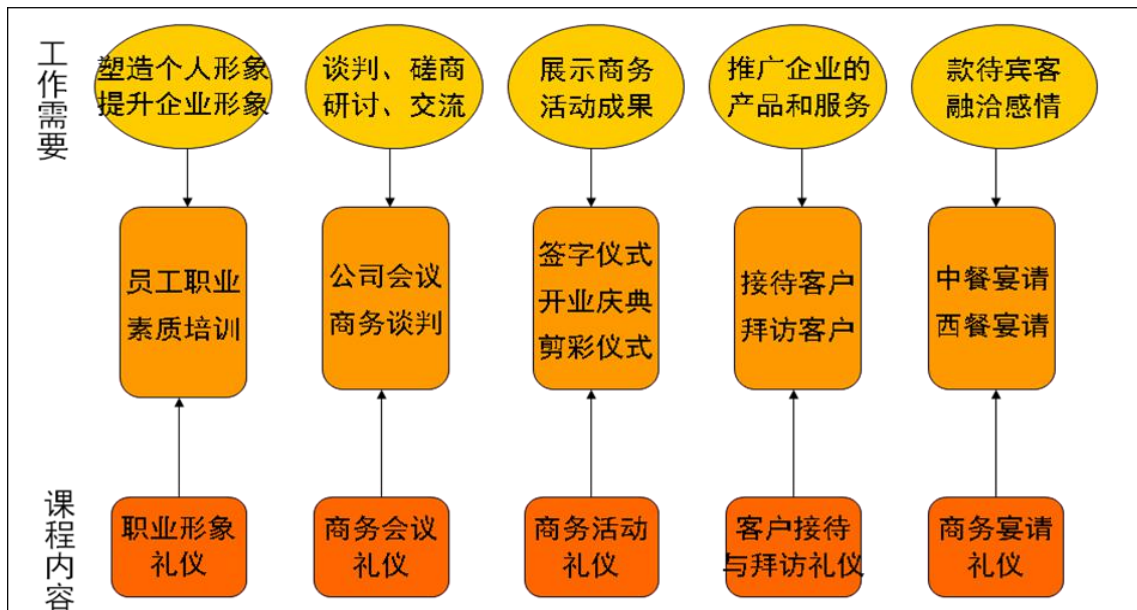 工作需要
塑造个人形象
提升企业形象
谈判、磋商
研讨、交流
展示商务
活动成果
推广企业的
产品和服务
款待宾客
融洽感情
员工职业
素质培训
公司会议
商务谈判
签字仪式
开业庆典
剪彩仪式
接待客户
拜访客户
中餐宴请
西餐宴请
课程内容
职业形象
礼仪
商务会议
礼仪
商务活动
礼仪
客户接待
与拜访礼仪
商务宴请
礼仪